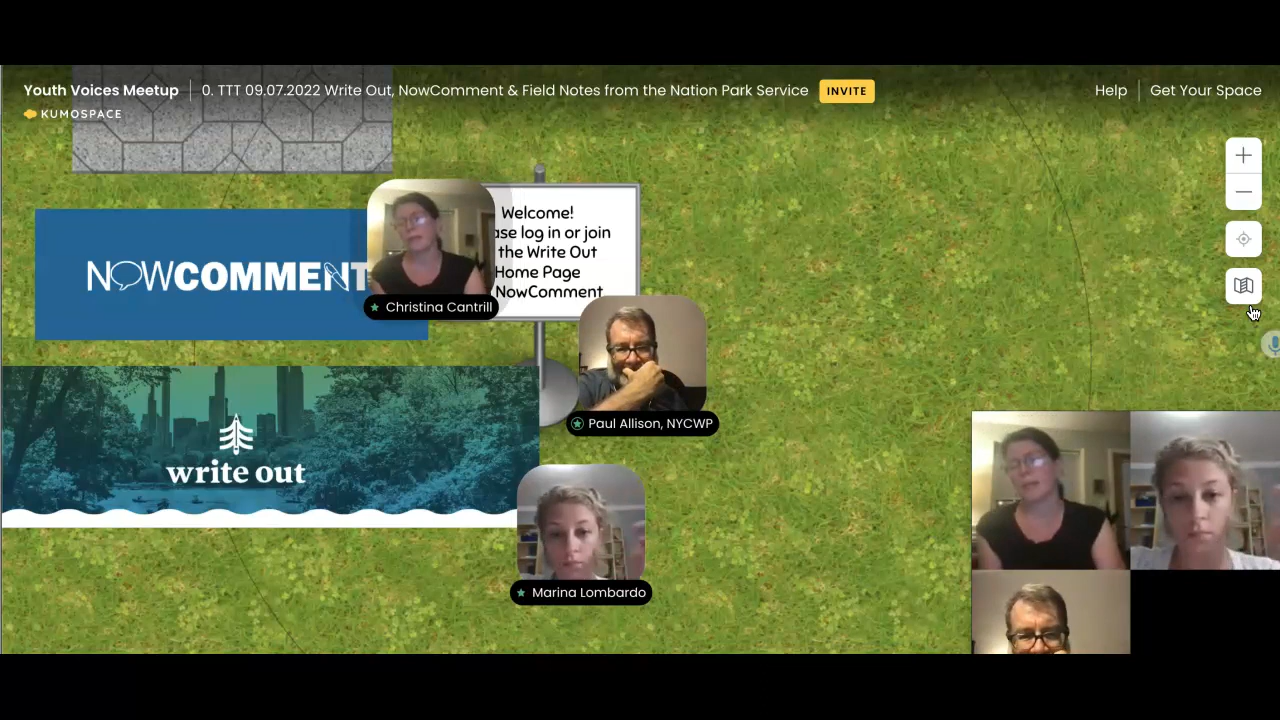 Youth Voices Meetup
0. TTT 09.07.2022 Write Out, NowComment & Field Notes from the Nation Park Service
INVITE
Help
Get Your Space
KUMOSPACE
NOWCOMMENT
Welcome!
log in or join
the Write Out
Home Page
NowComment
Christina Cantrill
Paul Allison, NYCWP
write out
Marina Lombardo